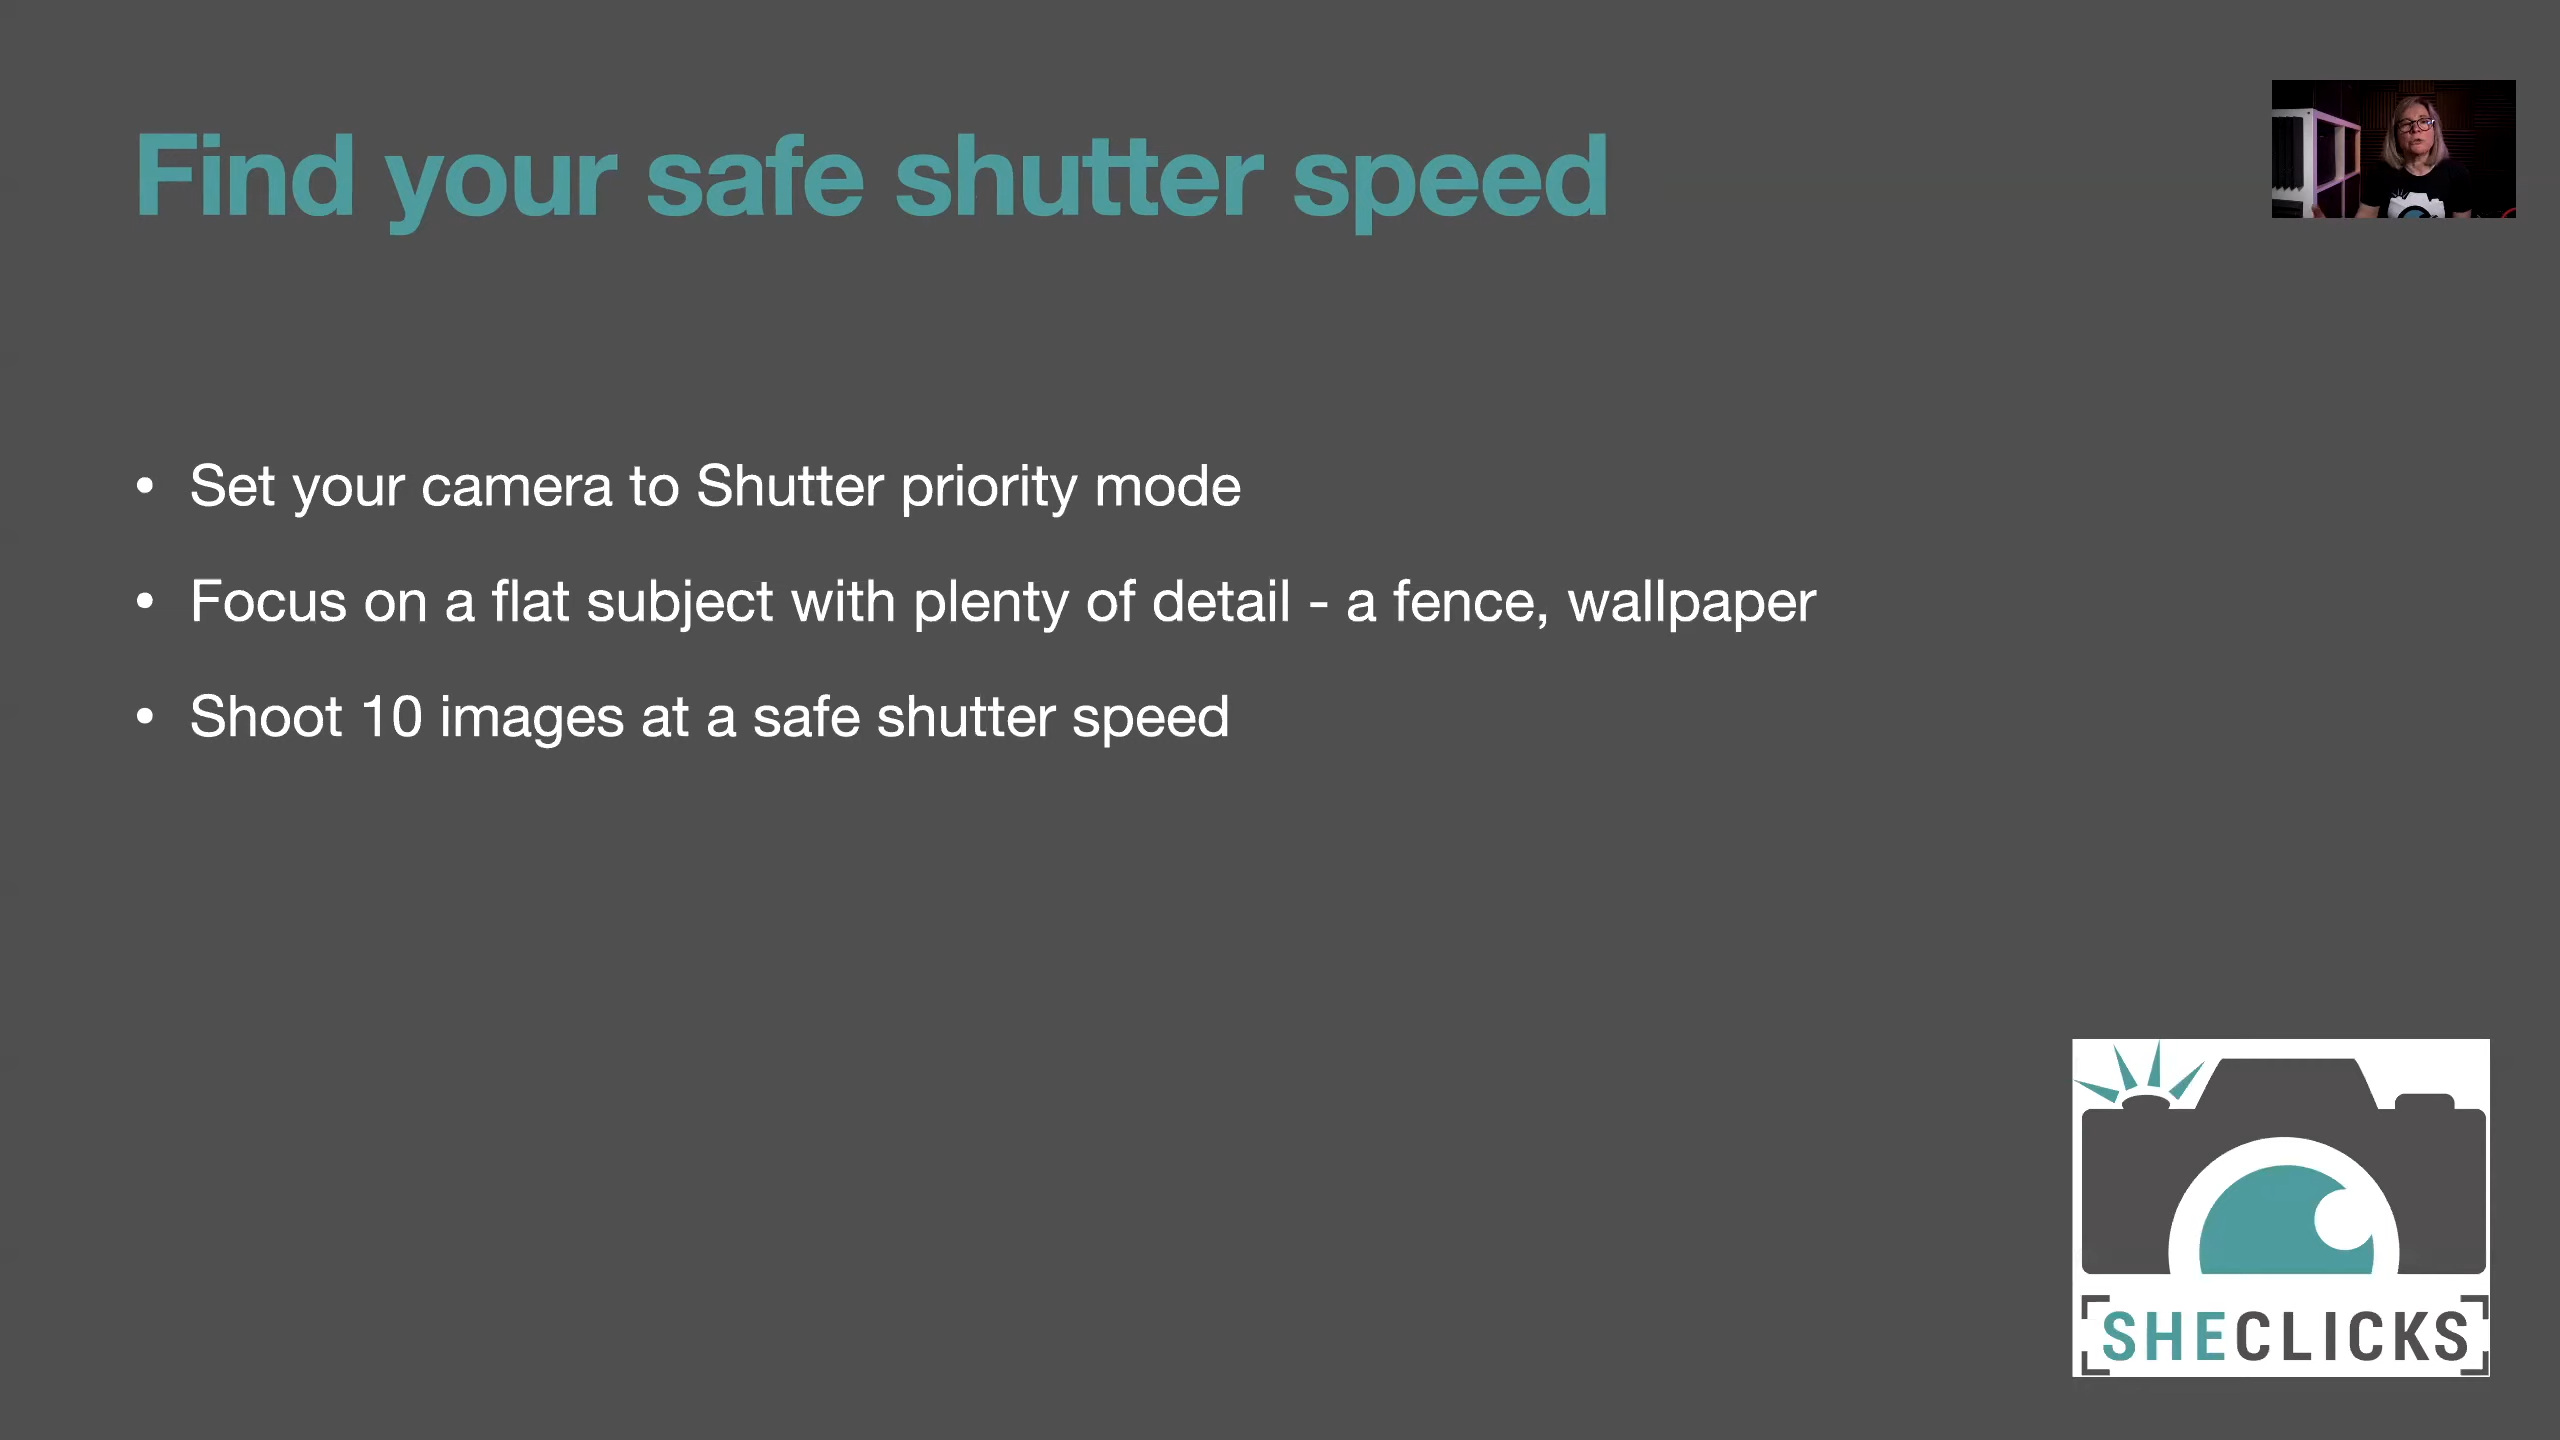 Find your safe shutter speed
• Set your camera to Shutter priority mode
• Focus on a flat subject with plenty of detail - a fence, wallpaper
• Shoot 10 images at a safe shutter speed
SHECLICKS